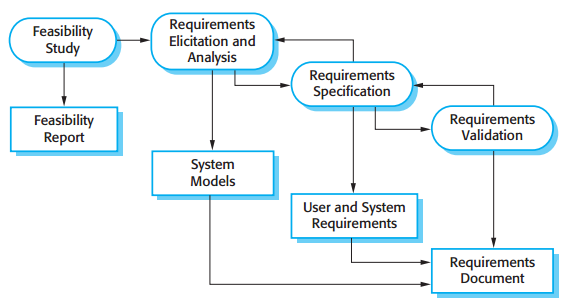 Feasibility
Study
Requirements
Elicitation and
Analysis
Requirements
Specification
Requirements
Validation
Feasibility
Report
System
Models
User and System
Requirements
Requirements
Document